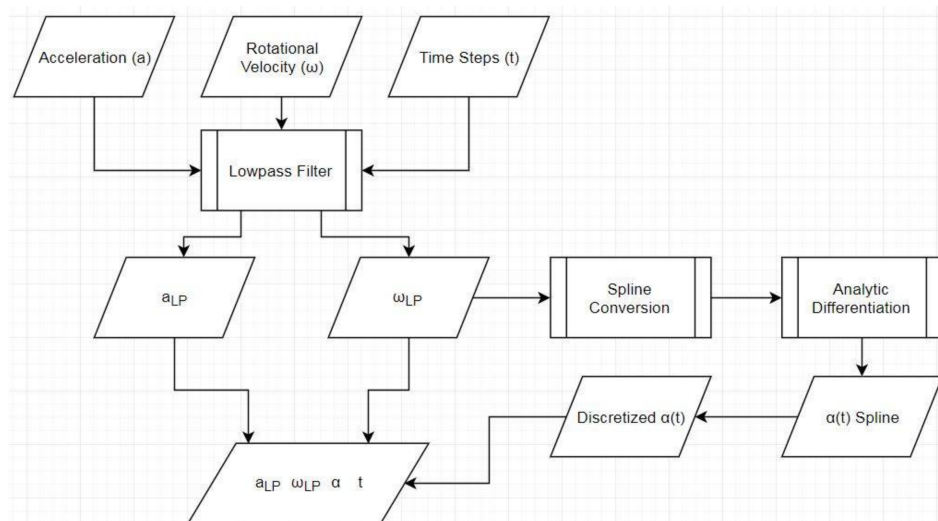 Acceleration (a)
Rotational
Velocity (ω)
Time Steps (t)
Lowpass Filter
aLP
ωLP
Spline
Conversion
Analytic
Differentiation
Discretized α(t)
α(t) Spline
aLP ωLP α t